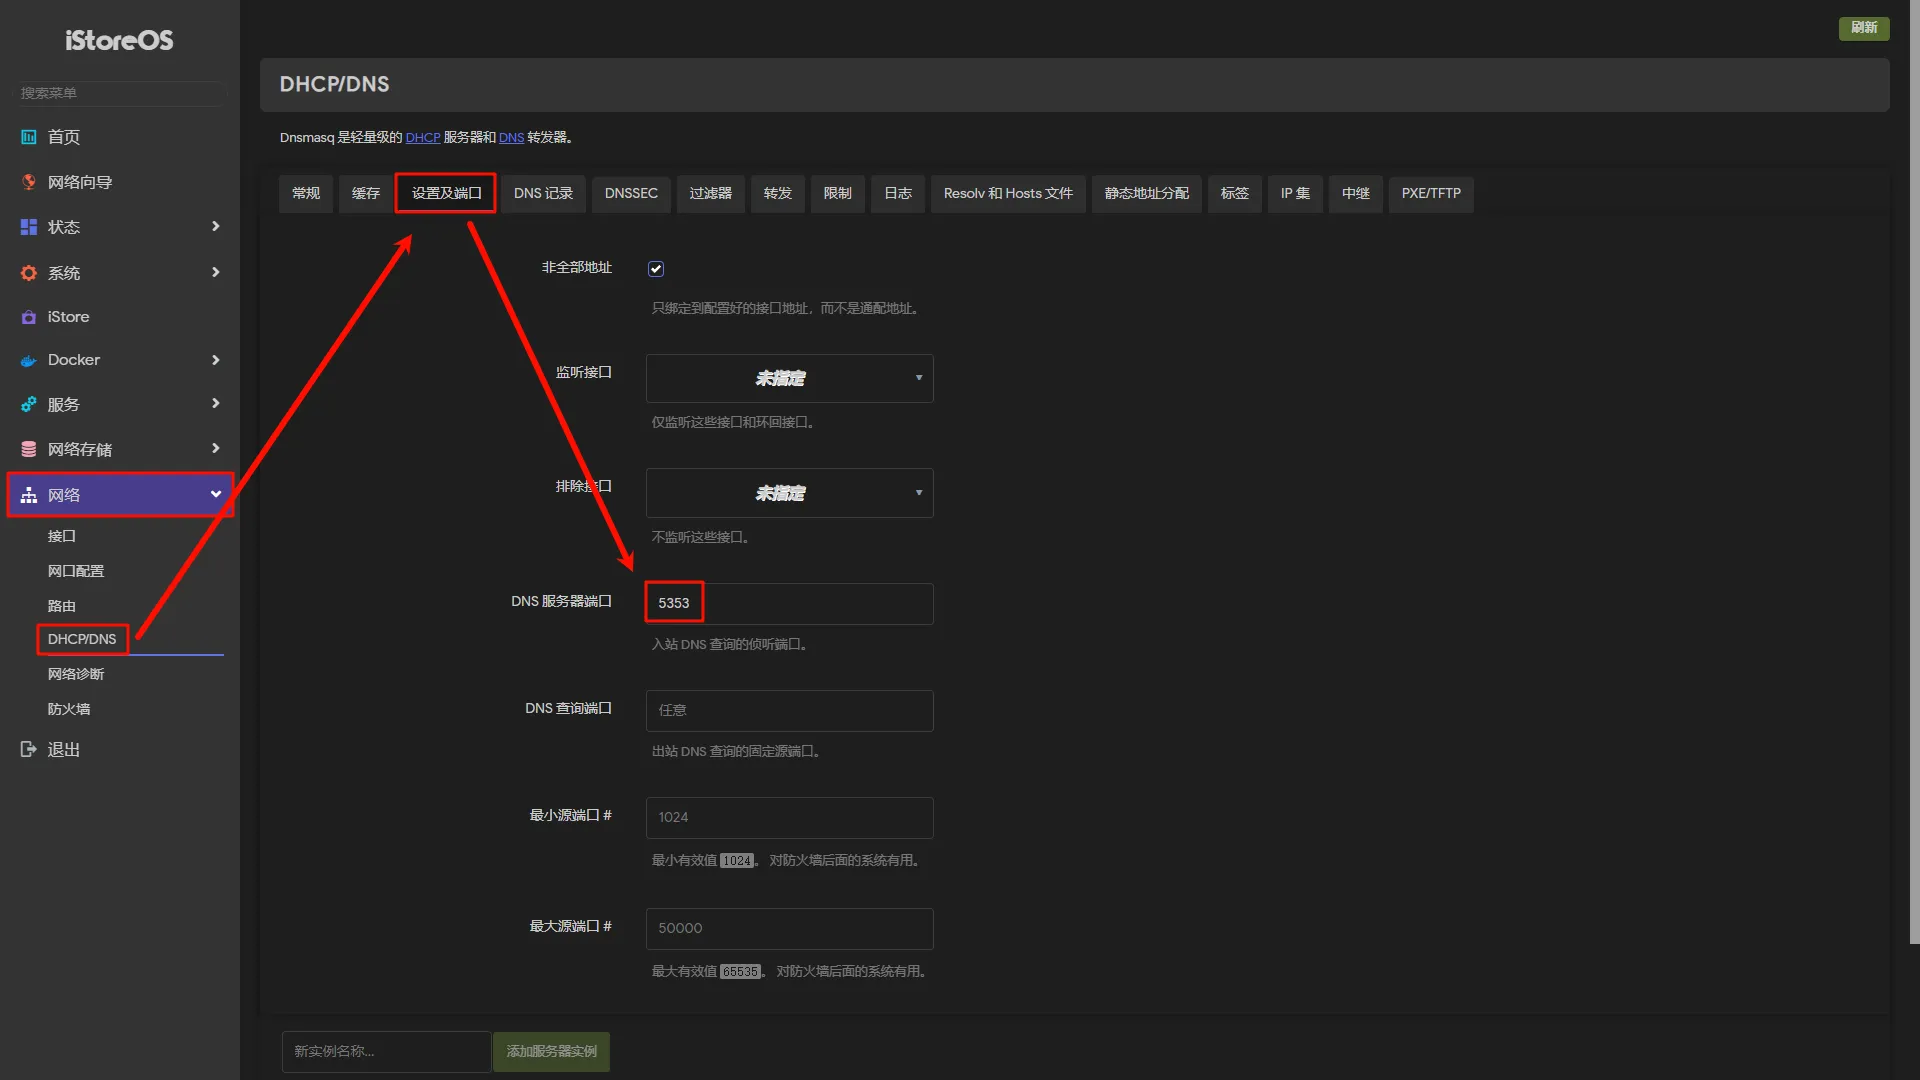 iStoreOS
刷新
搜索菜单
首页
网络向导
状态
系统
iStore
Docker
服务
网络存储
网络
接口
网口配置
路由
DHCP/DNS
网络诊断
防火墙
退出
DHCP/DNS
Dnsmasq 是轻量级的 DHCP 服务器和 DNS 转发器。
常规 缓存 设置及端口 DNS 记录 DNSSEC 过滤器 转发 限制 日志 Resolv 和 Hosts 文件 静态地址分配 标签 IP 集 中继 PXE/TFTP
非全部地址
只绑定到配置好的接口地址，而不是通配地址。
监听接口 未指定
仅监听这些接口和环回接口。
排除接口 未指定
不监听这些接口。
DNS 服务器端口 5353
入站 DNS 查询的侦听端口。
DNS 查询端口 任意
出站 DNS 查询的固定源端口。
最小源端口 # 1024
最小有效值 1024。 对防火墙后面的系统有用。
最大源端口 # 50000
最大有效值 65535。 对防火墙后面的系统有用。
新实例名称... 添加服务器实例